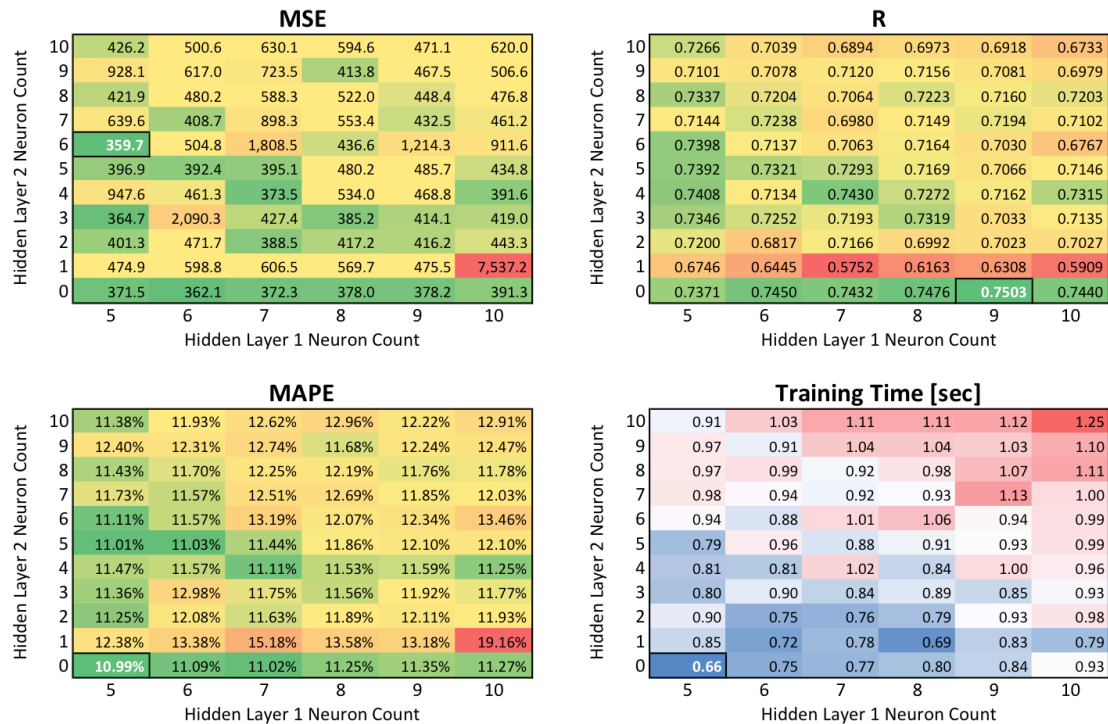 MSE
Hidden Layer 2 Neuron Count
10 426.2 500.6 630.1 594.6 471.1 620.0
9 928.1 617.0 723.5 413.8 467.5 506.6
8 421.9 480.2 588.3 522.0 448.4 476.8
7 639.6 408.7 898.3 553.4 432.5 461.2
6 359.7 504.8 1,808.5 436.6 1,214.3 911.6
5 396.9 392.4 395.1 480.2 485.7 434.8
4 947.6 461.3 373.5 534.0 468.8 391.6
3 364.7 2,090.3 427.4 385.2 414.1 419.0
2 401.3 471.7 388.5 417.2 416.2 443.3
1 474.9 598.8 606.5 569.7 475.5 7,537.2
0 371.5 362.1 372.3 378.0 378.2 391.3
5 6 7 8 9 10
Hidden Layer 1 Neuron Count
R
Hidden Layer 2 Neuron Count
10 0.7266 0.7039 0.6894 0.6973 0.6918 0.6733
9 0.7101 0.7078 0.7120 0.7156 0.7081 0.6979
8 0.7337 0.7204 0.7064 0.7223 0.7160 0.7203
7 0.7144 0.7238 0.6980 0.7149 0.7194 0.7102
6 0.7398 0.7137 0.7063 0.7164 0.7030 0.6767
5 0.7392 0.7321 0.7293 0.7169 0.7066 0.7146
4 0.7408 0.7134 0.7430 0.7272 0.7162 0.7315
3 0.7346 0.7252 0.7193 0.7319 0.7033 0.7135
2 0.7200 0.6817 0.7166 0.6992 0.7023 0.7027
1 0.6746 0.6445 0.5752 0.6163 0.6308 0.5909
0 0.7371 0.7450 0.7432 0.7476 0.7503 0.7440
5 6 7 8 9 10
Hidden Layer 1 Neuron Count
MAPE
Hidden Layer 2 Neuron Count
10 11.38% 11.93% 12.62% 12.96% 12.22% 12.91%
9 12.40% 12.31% 12.74% 11.68% 12.24% 12.47%
8 11.43% 11.70% 12.25% 12.19% 11.76% 11.78%
7 11.73% 11.57% 12.51% 12.69% 11.85% 12.03%
6 11.11% 11.57% 13.19% 12.07% 12.34% 13.46%
5 11.01% 11.03% 11.44% 11.86% 12.10% 12.10%
4 11.47% 11.57% 11.11% 11.53% 11.59% 11.25%
3 11.36% 12.98% 11.75% 11.56% 11.92% 11.77%
2 11.25% 12.08% 11.63% 11.89% 12.11% 11.93%
1 12.38% 13.38% 15.18% 13.58% 13.18% 19.16%
0 10.99% 11.09% 11.02% 11.25% 11.35% 11.27%
5 6 7 8 9 10
Hidden Layer 1 Neuron Count
Training Time [sec]
Hidden Layer 2 Neuron Count
10 0.91 1.03 1.11 1.11 1.12 1.25
9 0.97 0.91 1.04 1.04 1.03 1.10
8 0.97 0.99 0.92 0.98 1.07 1.11
7 0.98 0.94 0.92 0.93 1.13 1.00
6 0.94 0.88 1.01 1.06 0.94 0.99
5 0.79 0.96 0.88 0.91 0.93 0.99
4 0.81 0.81 1.02 0.84 1.00 0.96
3 0.80 0.90 0.84 0.89 0.85 0.93
2 0.90 0.75 0.76 0.79 0.93 0.98
1 0.85 0.72 0.78 0.69 0.83 0.79
0 0.66 0.75 0.77 0.80 0.84 0.93
5 6 7 8 9 10
Hidden Layer 1 Neuron Count